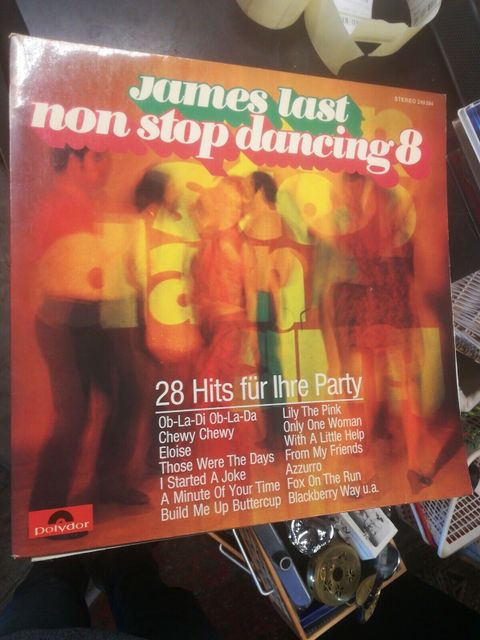 james last
non stop dancing 8
STEREO 249 294
28 Hits für Ihre Party
Ob-La-Di Ob-La-Da
Chewy Chewy
Eloise
Those Were The Days
I Started A Joke
A Minute Of Your Time
Build Me Up Buttercup
Lily The Pink
Only One Woman
With A Little Help
From My Friends
Azzurro
Fox On The Run
Blackberry Way u.a.
polydor